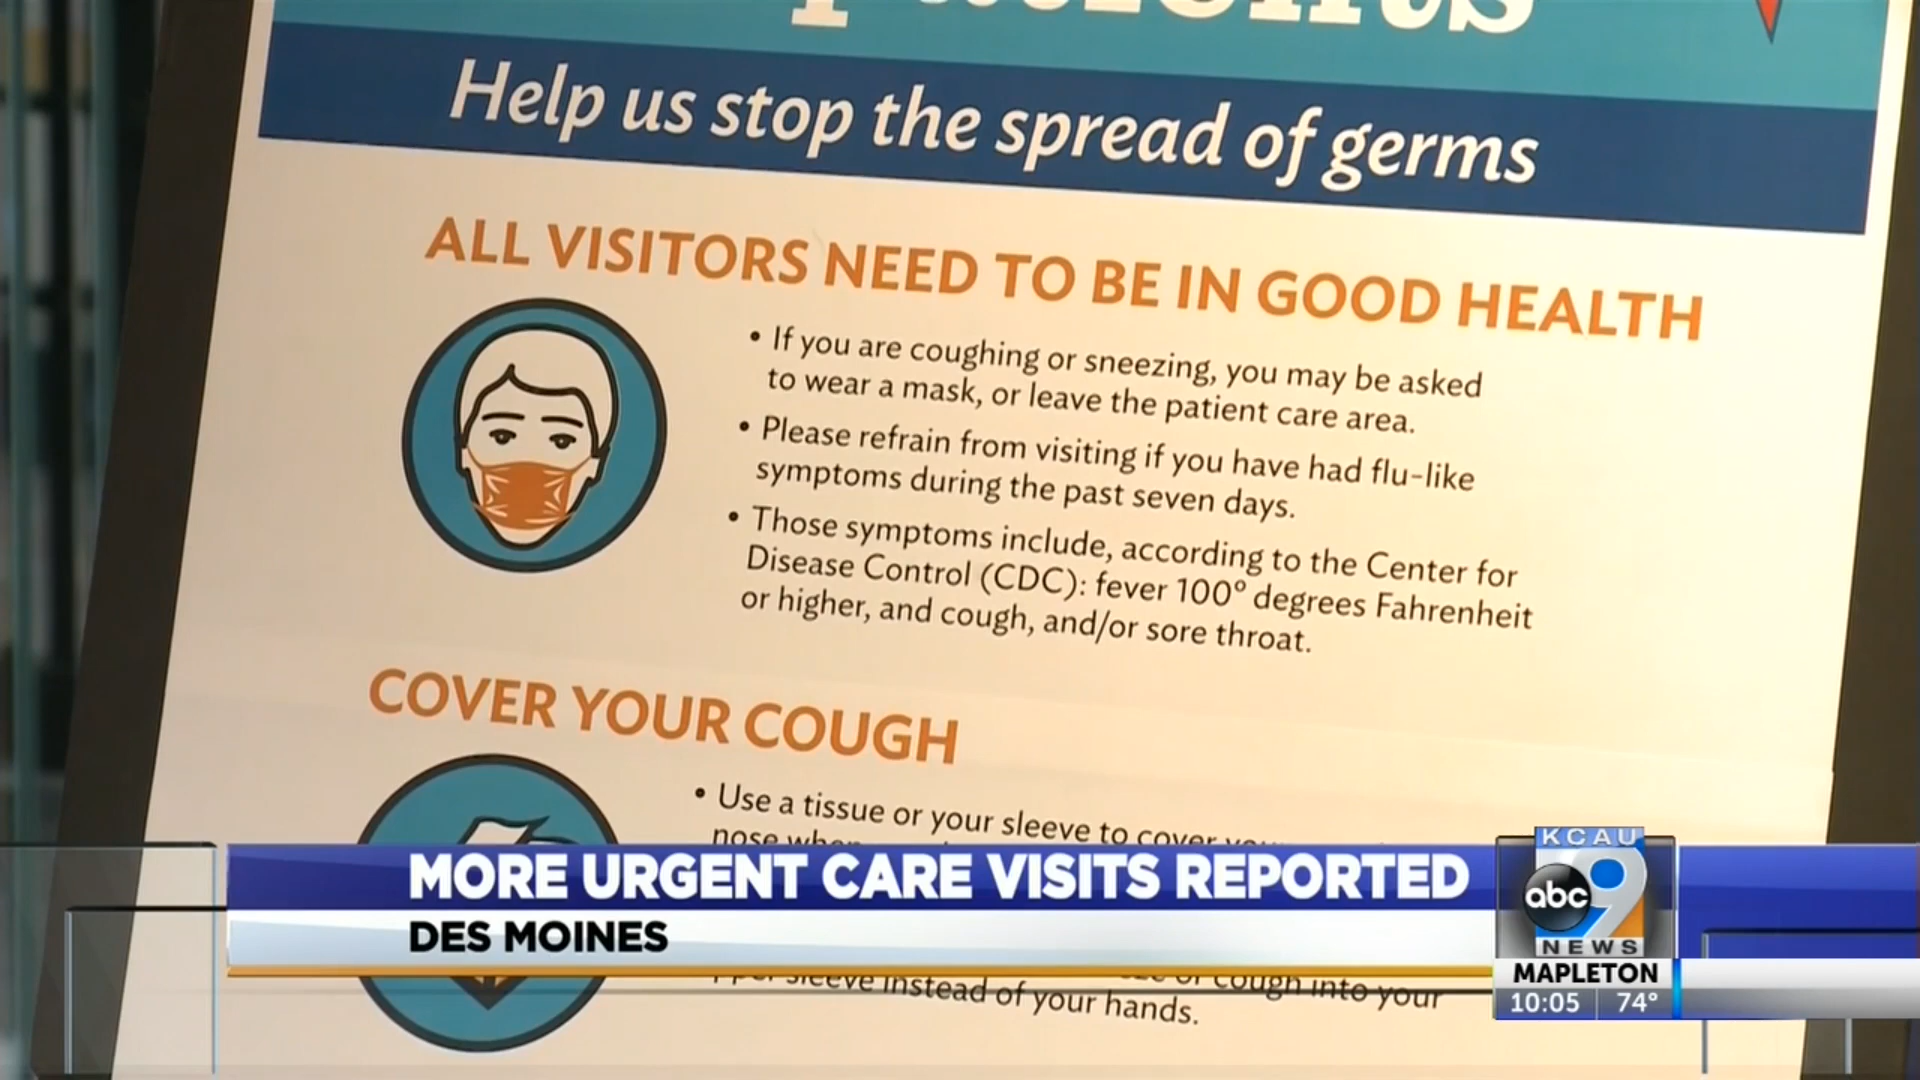 Help us stop the spread of germs
ALL VISITORS NEED TO BE IN GOOD HEALTH
• If you are coughing or sneezing, you may be asked
to wear a mask, or leave the patient care area.
• Please refrain from visiting if you have had flu-like
symptoms during the past seven days.
• Those symptoms include, according to the Center for
Disease Control (CDC): fever 100° degrees Fahrenheit
or higher, and cough, and/or sore throat.
COVER YOUR COUGH
• Use a tissue or your sleeve to cover
nose
sleeve instead of your hands.
or cough into your
MORE URGENT CARE VISITS REPORTED
DES MOINES
KCAU
abc 9
NEWS
MAPLETON
10:05 74°